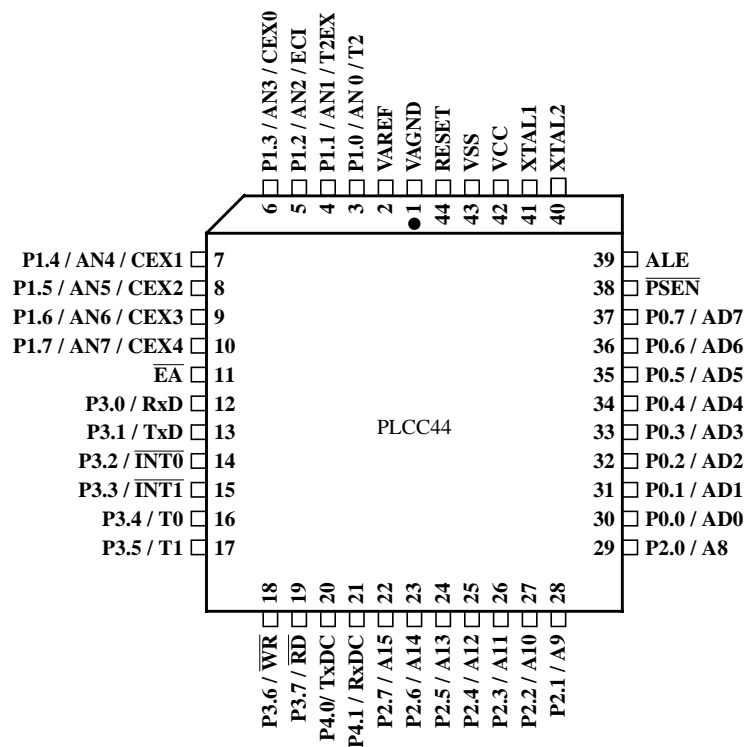 P1.3 / AN3 / CEX0
P1.2 / AN2 / ECI
P1.1 / AN1 / T2EX
P1.0 / AN 0 / T2
VAREF
VAGND
RESET
VSS
VCC
XTAL1
XTAL2
6 5 4 3 2 1 44 43 42 41 40
P1.4 / AN4 / CEX1 7
P1.5 / AN5 / CEX2 8
P1.6 / AN6 / CEX3 9
P1.7 / AN7 / CEX4 10
E̅A̅ 11
P3.0 / RxD 12
P3.1 / TxD 13
P3.2 / I̅N̅T̅0̅ 14
P3.3 / I̅N̅T̅1̅ 15
P3.4 / T0 16
P3.5 / T1 17
PLCC44
39 ALE
38 P̅S̅E̅N̅
37 P0.7 / AD7
36 P0.6 / AD6
35 P0.5 / AD5
34 P0.4 / AD4
33 P0.3 / AD3
32 P0.2 / AD2
31 P0.1 / AD1
30 P0.0 / AD0
29 P2.0 / A8
18 19 20 21 22 23 24 25 26 27 28
P3.6 / W̅R̅
P3.7 / R̅D̅
P4.0/ TxDC
P4.1 / RxDC
P2.7 / A15
P2.6 / A14
P2.5 / A13
P2.4 / A12
P2.3 / A11
P2.2 / A10
P2.1 / A9